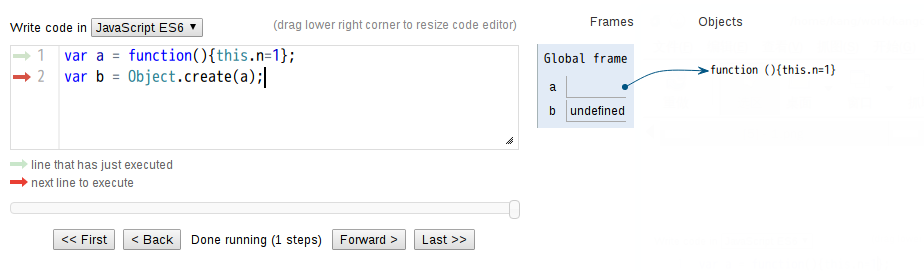 Write code in JavaScript ES6
(drag lower right corner to resize code editor)
1 var a = function(){this.n=1};
2 var b = Object.create(a);
line that has just executed
next line to execute
<< First < Back Done running (1 steps) Forward > Last >>
Frames Objects
Global frame
a function (){this.n=1}
b undefined